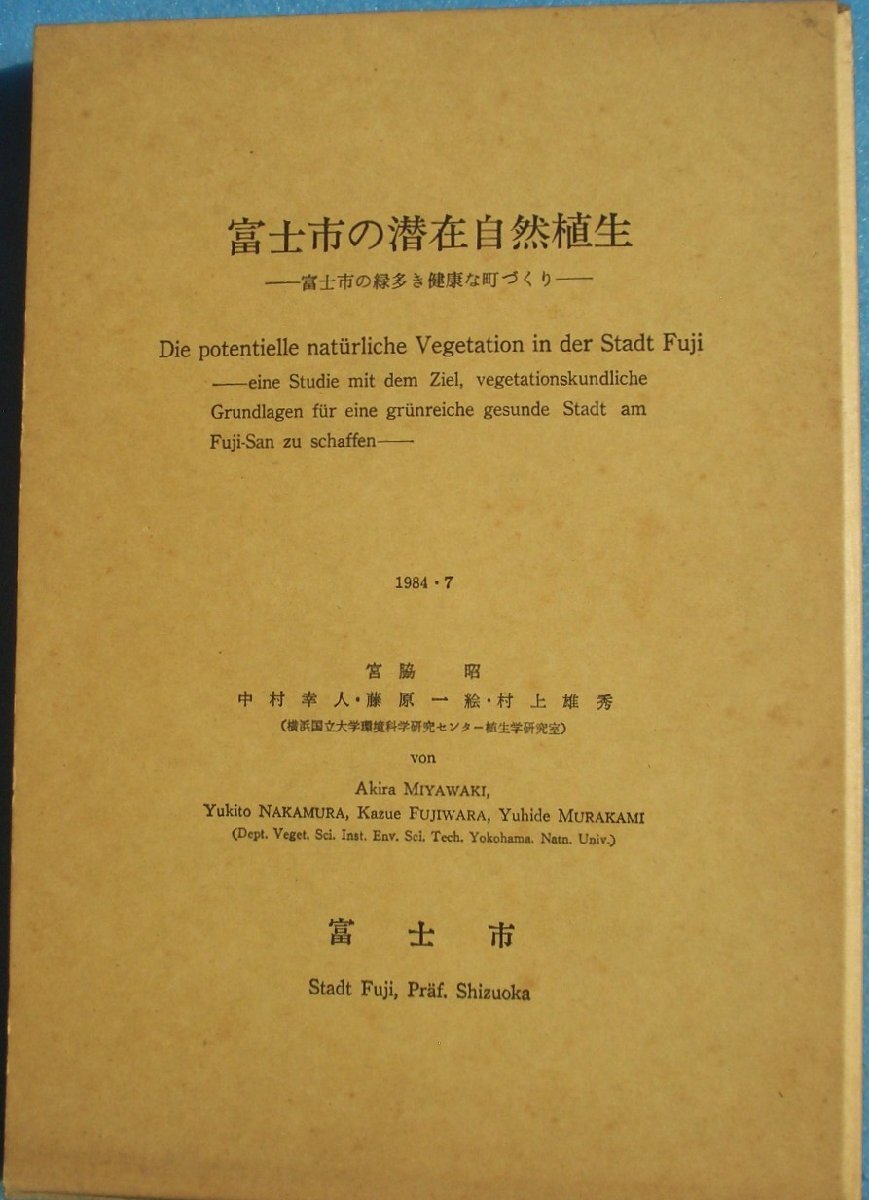 富士市の潜在自然植生
——富士市の緑多き健康な町づくり——
Die potentielle natürliche Vegetation in der Stadt Fuji
——eine Studie mit dem Ziel, vegetationskundliche
Grundlagen für eine grünreiche gesunde Stadt am
Fuji-San zu schaffen——
1984・7
宮脇 昭
中村幸人・藤原一絵・村上雄秀
(横浜国立大学環境科学研究センター植生学研究室)
von
Akira MIYAWAKI,
Yukito NAKAMURA, Kazue FUJIWARA, Yuhide MURAKAMI
(Dept. Veget. Sci. Inst. Env. Sci. Tech. Yokohama. Natn. Univ.)
富士市
Stadt Fuji, Präf. Shizuoka